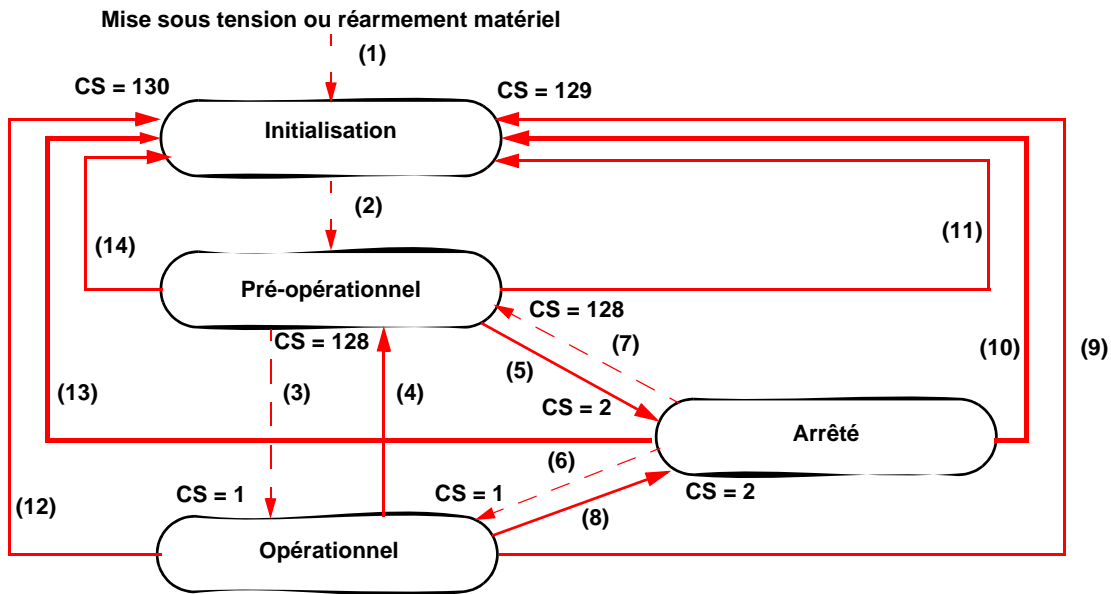 Mise sous tension ou réarmement matériel
(1)
CS = 130
CS = 129
Initialisation
(2)
(14)
(11)
Pré-opérationnel
CS = 128
CS = 128
(7)
(10)
(9)
(5)
(13)
(3)
(4)
CS = 2
Arrêté
(6)
CS = 1
CS = 1
CS = 2
(12)
(8)
Opérationnel